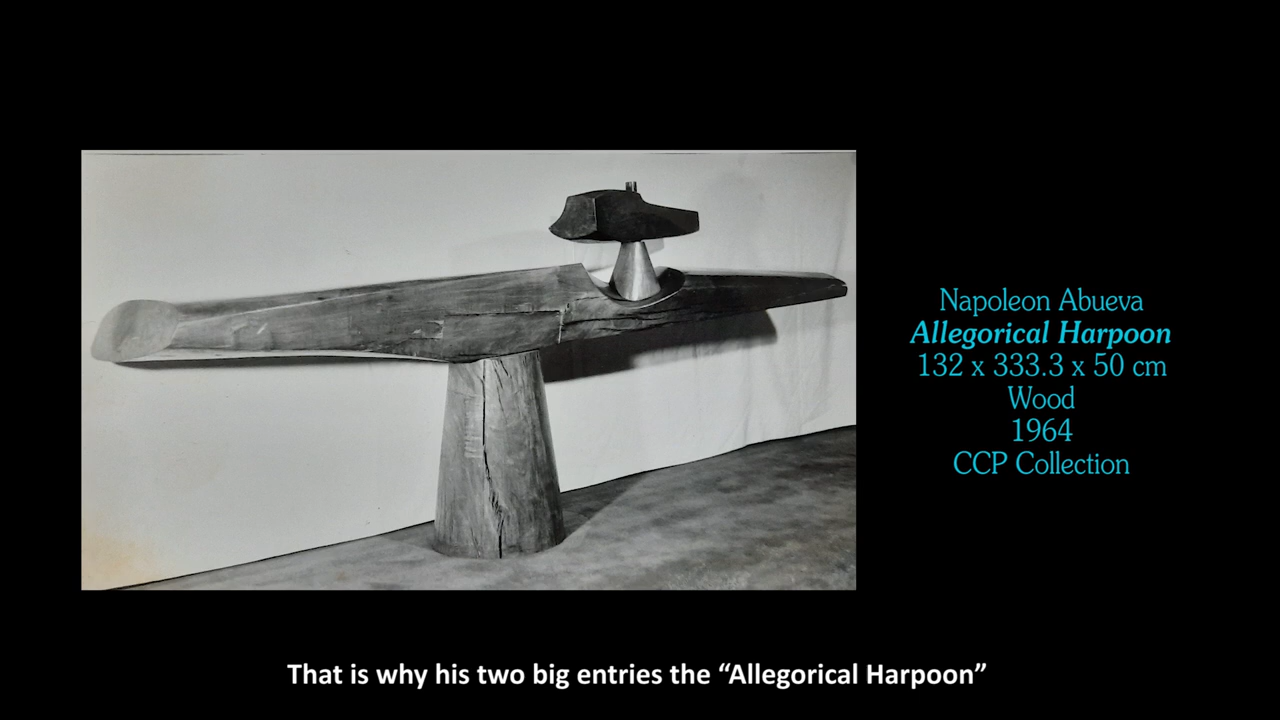 Napoleon Abueva
Allegorical Harpoon
132 x 333.3 x 50 cm
Wood
1964
CCP Collection
That is why his two big entries the “Allegorical Harpoon”